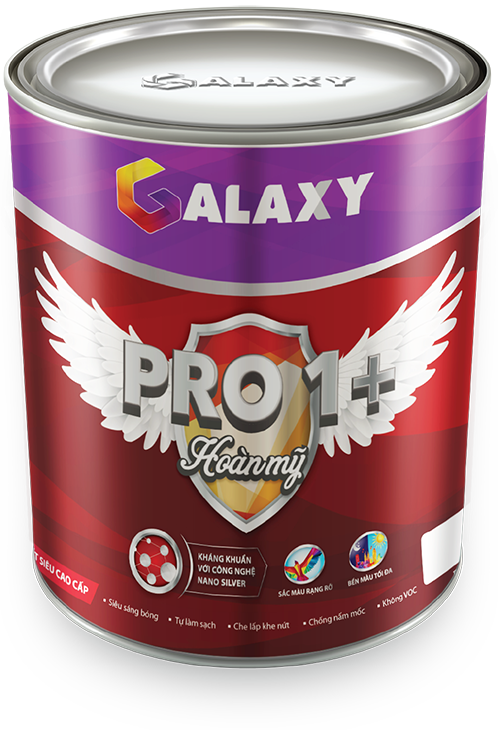 GALAXY
GALAXY
PRO 1+
Hoàn mỹ
KHÁNG KHUẨN
VỚI CÔNG NGHỆ
NANO SILVER
SẮC MÀU RẠNG RỠ
BỀN MÀU TỐI ĐA
SIÊU CAO CẤP
• Siêu sáng bóng • Tự làm sạch • Che lấp khe nứt • Chống nấm mốc • Không VOC